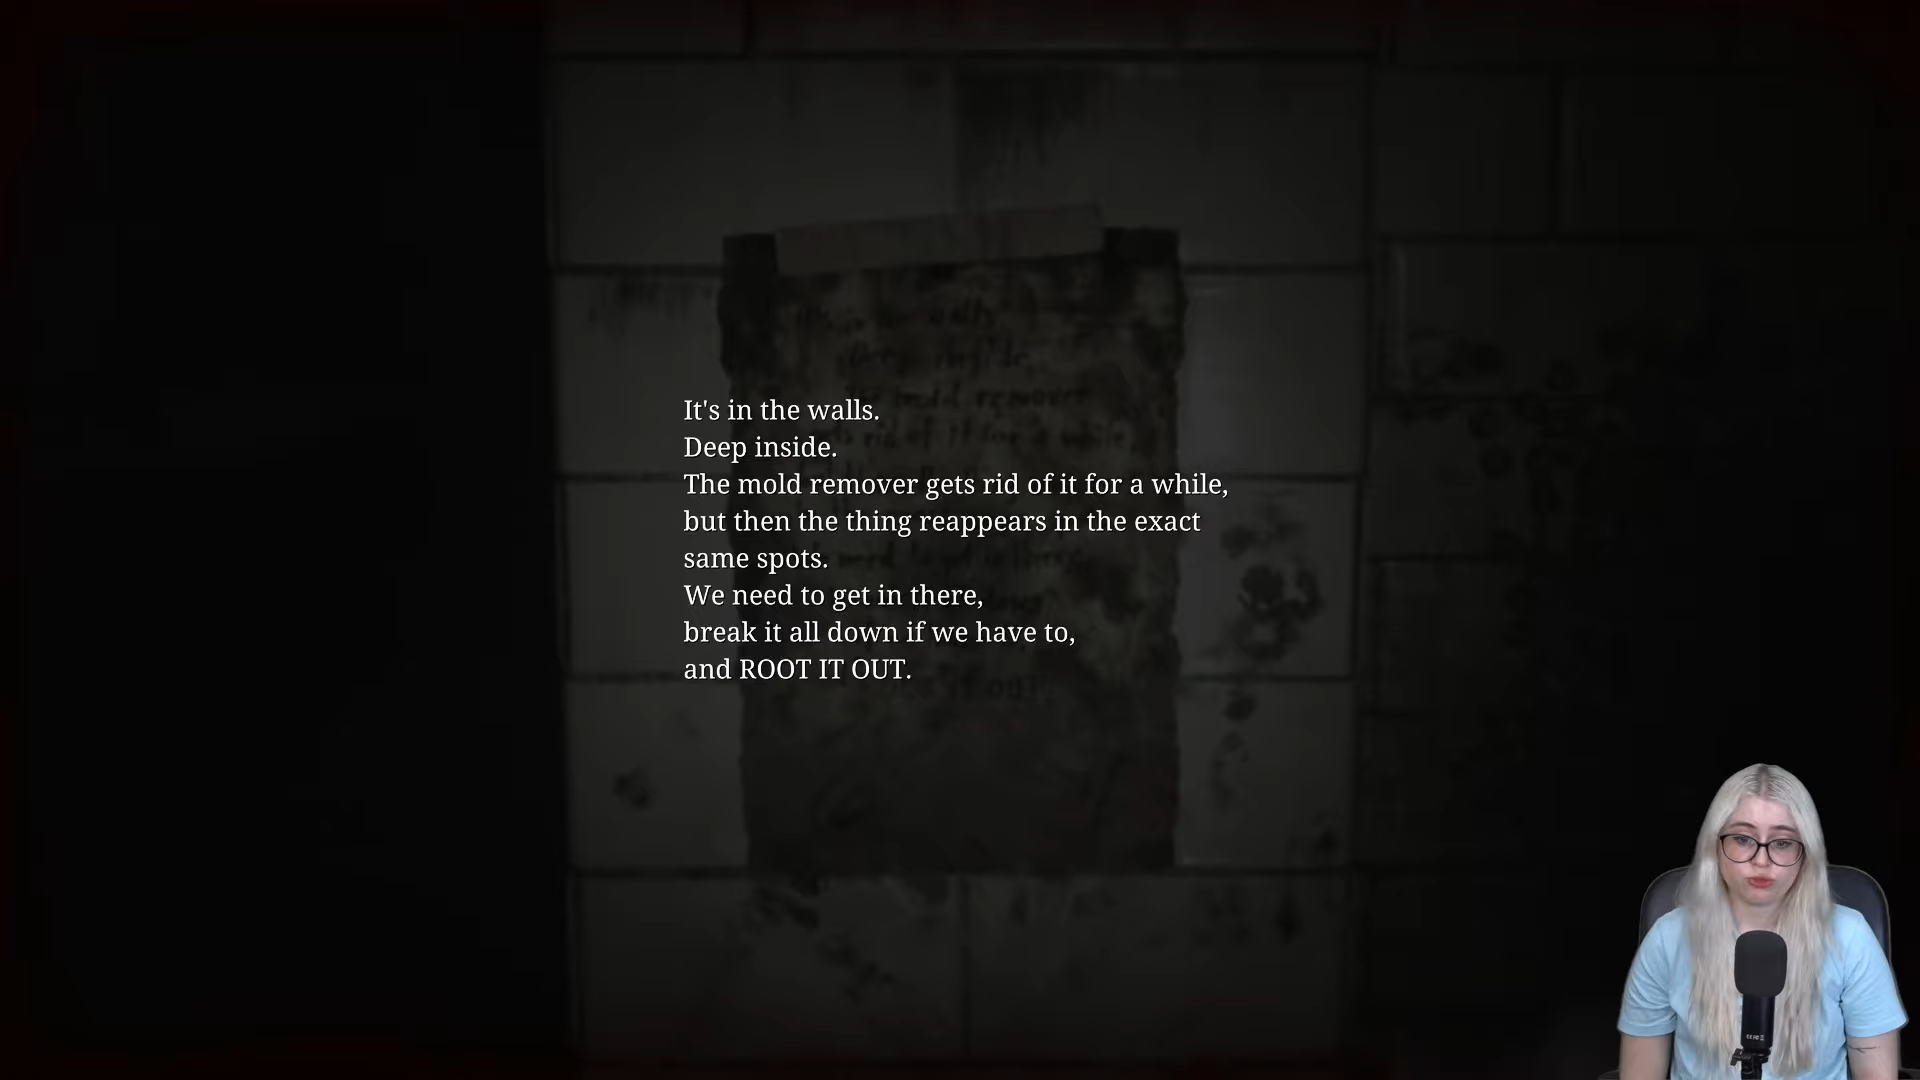 It's in the walls.
Deep inside.
The mold remover gets rid of it for a while,
but then the thing reappears in the exact
same spots.
We need to get in there,
break it all down if we have to,
and ROOT IT OUT.